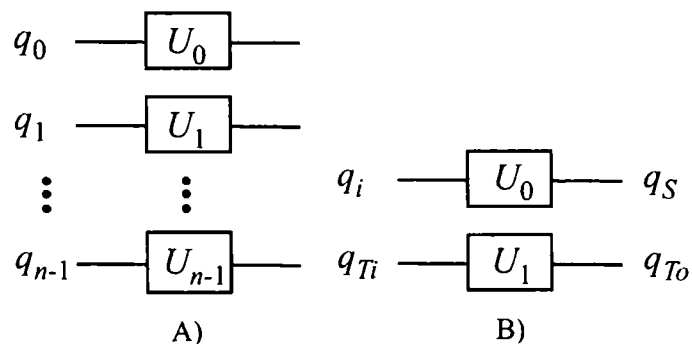 q0 U0
q1 U1
qi U0 qS
qn-1 Un-1 qTi U1 qTo
A) B)